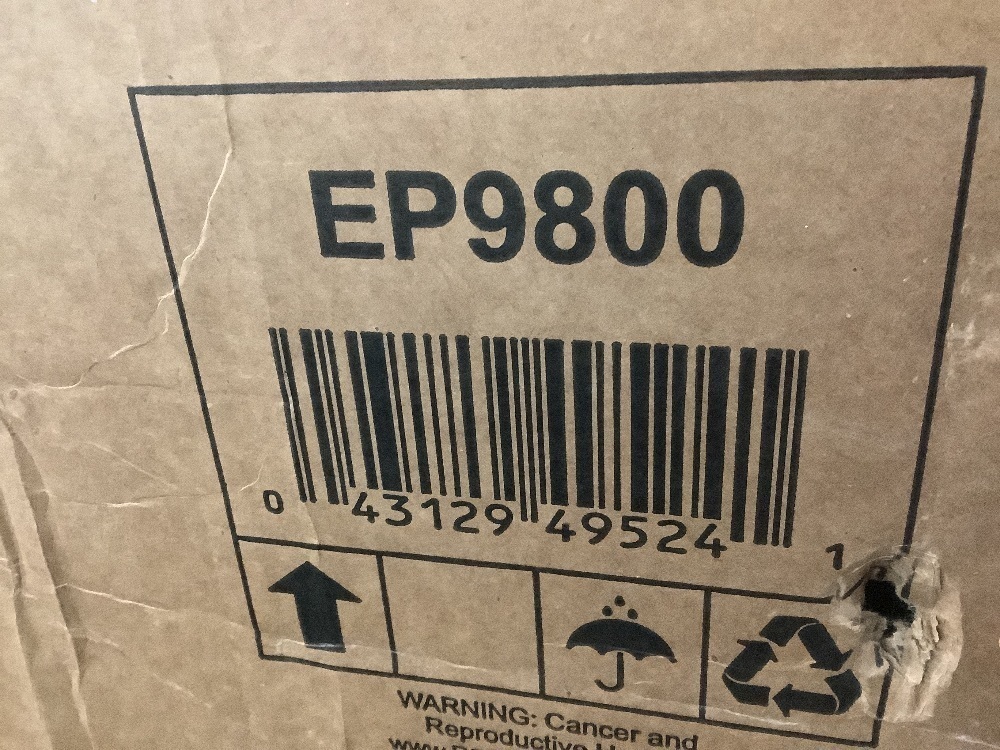 EP9800
0 43129 49524 1
WARNING: Cancer and
Reproductive